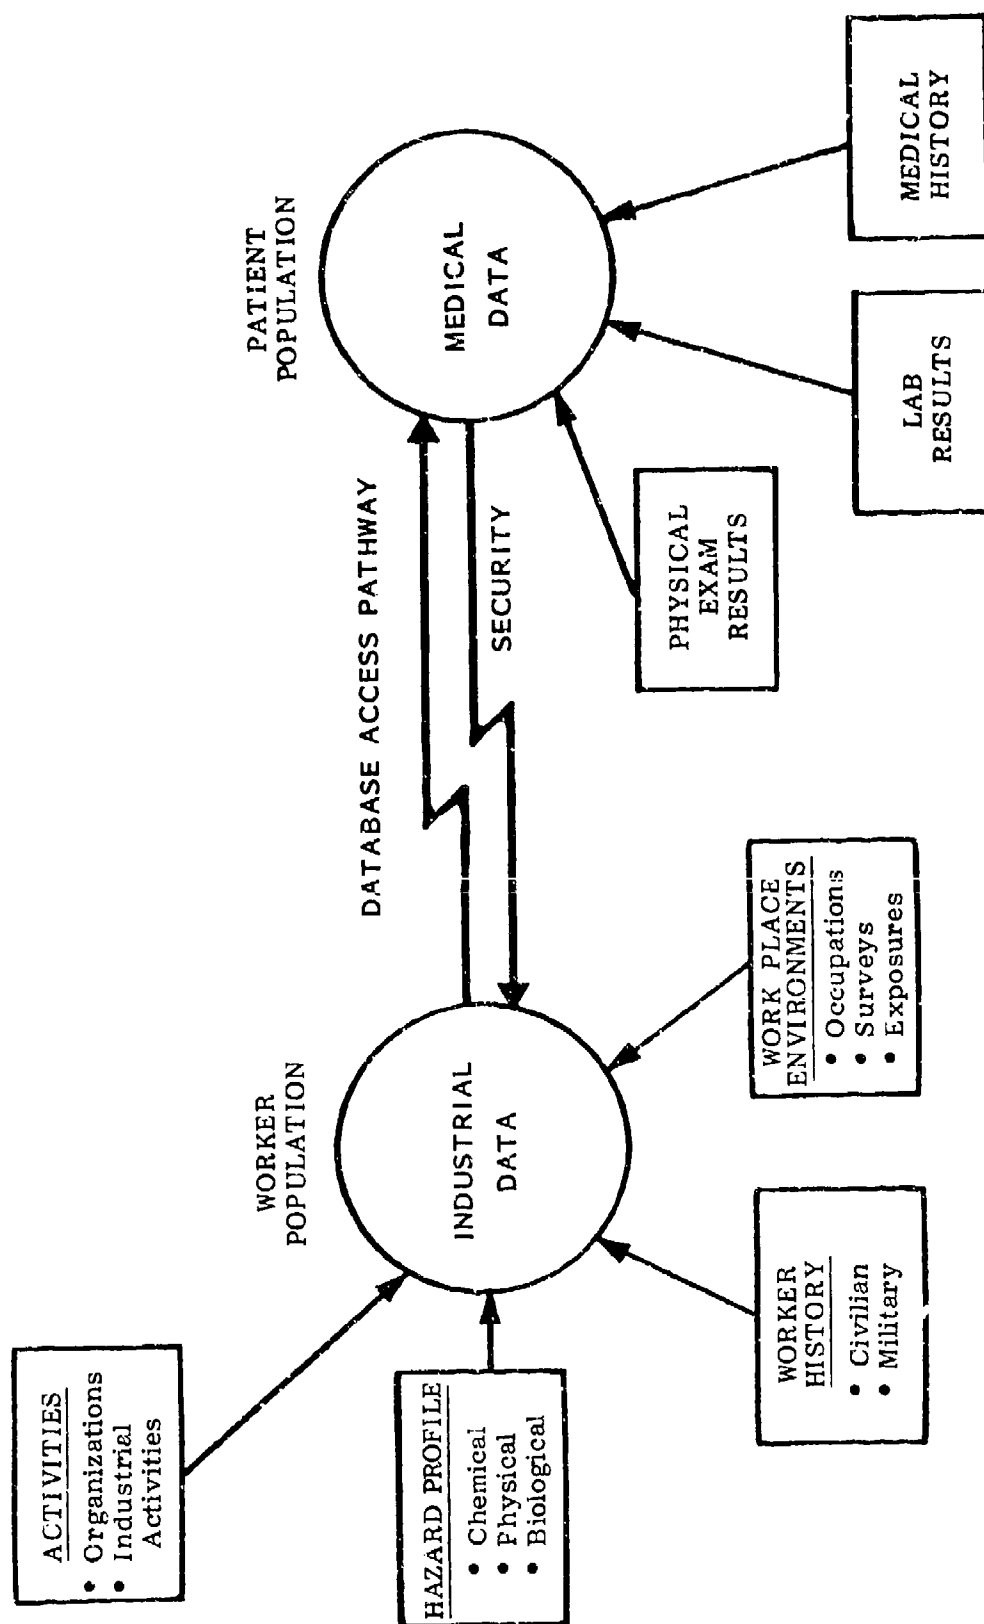 WORKER
POPULATION
PATIENT
POPULATION
ACTIVITIES
• Organizations
• Industrial
Activities
HAZARD PROFILE
• Chemical
• Physical
• Biological
INDUSTRIAL
DATA
DATABASE ACCESS PATHWAY
SECURITY
MEDICAL
DATA
WORKER
HISTORY
• Civilian
• Military
WORK PLACE
ENVIRONMENTS
• Occupations
• Surveys
• Exposures
PHYSICAL
EXAM
RESULTS
LAB
RESULTS
MEDICAL
HISTORY